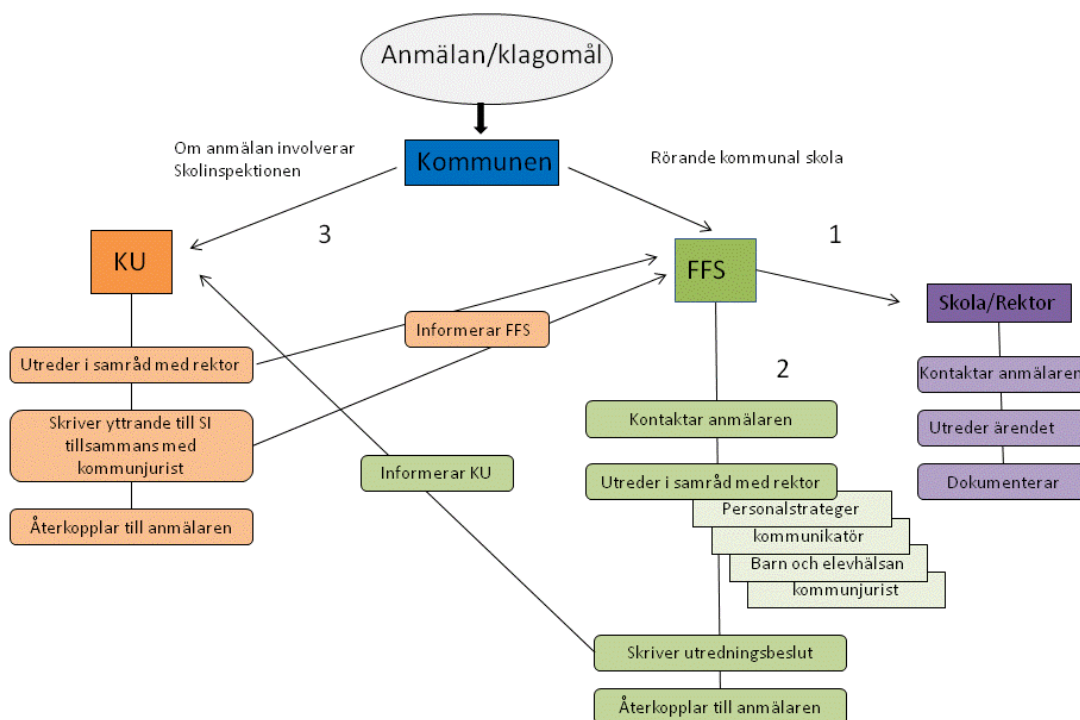 Anmälan/klagomål
Kommunen
Om anmälan involverar
Skolinspektionen
Rörande kommunal skola
3
1
KU
FFS
Skola/Rektor
Informerar FFS
Utreder i samråd med rektor
Skriver yttrande till SI
tillsammans med
kommunjurist
Återkopplar till anmälaren
Informerar KU
2
Kontaktar anmälaren
Utreder i samråd med rektor
Personalstrateger
kommunikatör
Barn och elevhälsan
kommunjurist
Skriver utredningsbeslut
Återkopplar till anmälaren
Kontaktar anmälaren
Utreder ärendet
Dokumenterar